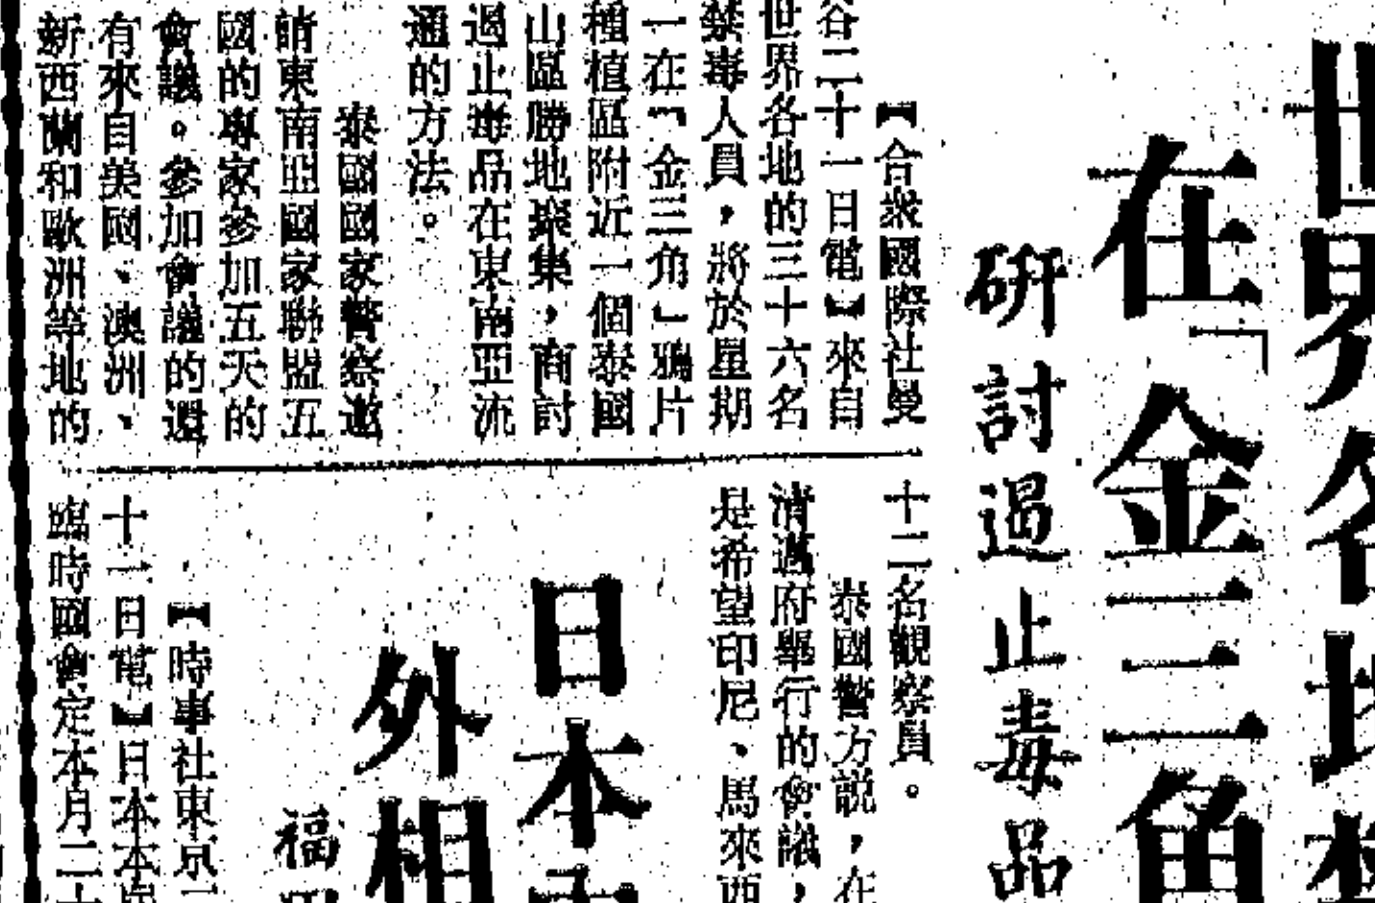 世界各地
在「金三角
研討遏止毒品
【合衆國際社曼
谷二十一日電】來自
世界各地的三十六名
禁毒人員，將於星期
一在「金三角」鴉片
種植區附近一個泰國
山區勝地聚集，商討
遏止毒品在東南亞流
通的方法。
泰國國家警察邀
請東南亞國家聯盟五
國的專家參加五天的
會議。參加會議的還
有來自美國、澳洲、
新西蘭和歐洲等地的
十二名觀察員。
泰國警方説，在
清邁府舉行的會議，
是希望印尼、馬來西
日本
外相
福
【時事社東京二
十一日電】日本本
臨時國會定本月二十